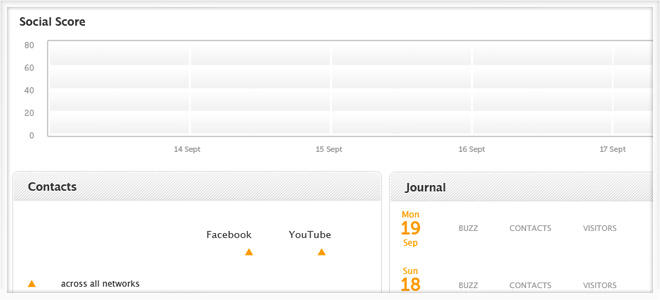 Social Score
80
60
40
20
0
14 Sept 15 Sept 16 Sept 17 Sept
Contacts
Facebook YouTube
across all networks
Journal
Mon
19 BUZZ CONTACTS VISITORS
Sep
Sun
18 BUZZ CONTACTS VISITORS